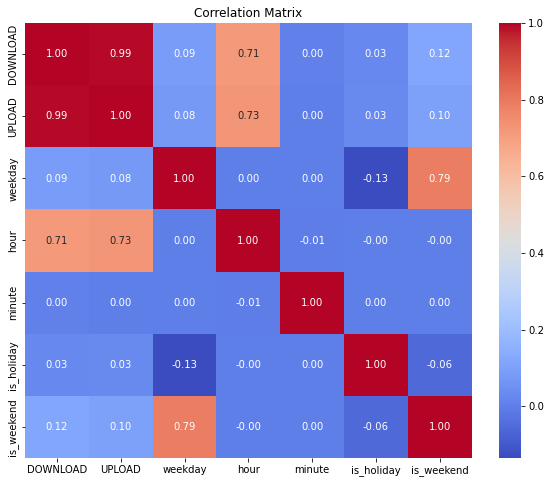 Correlation Matrix
DOWNLOAD 1.00 0.99 0.09 0.71 0.00 0.03 0.12
UPLOAD 0.99 1.00 0.08 0.73 0.00 0.03 0.10
weekday 0.09 0.08 1.00 0.00 0.00 -0.13 0.79
hour 0.71 0.73 0.00 1.00 -0.01 -0.00 -0.00
minute 0.00 0.00 0.00 -0.01 1.00 0.00 0.00
is_holiday 0.03 0.03 -0.13 -0.00 0.00 1.00 -0.06
is_weekend 0.12 0.10 0.79 -0.00 0.00 -0.06 1.00
DOWNLOAD UPLOAD weekday hour minute is_holiday is_weekend
1.0
0.8
0.6
0.4
0.2
0.0